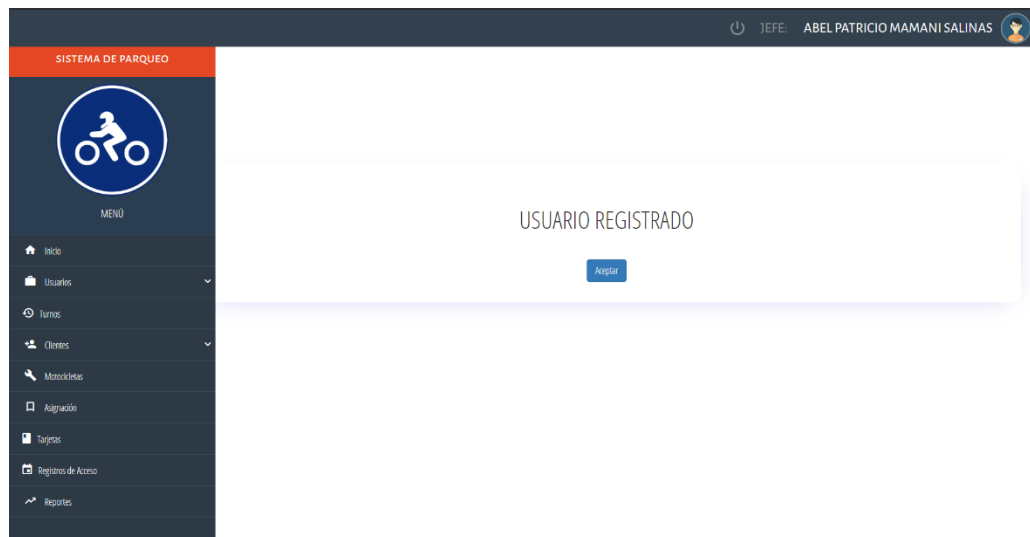 JEFE: ABEL PATRICIO MAMANI SALINAS
SISTEMA DE PARQUEO
MENÚ
Inicio
Usuarios
Turnos
Clientes
Motocicletas
Asignación
Tarjetas
Registros de Acceso
Reportes
USUARIO REGISTRADO
Aceptar